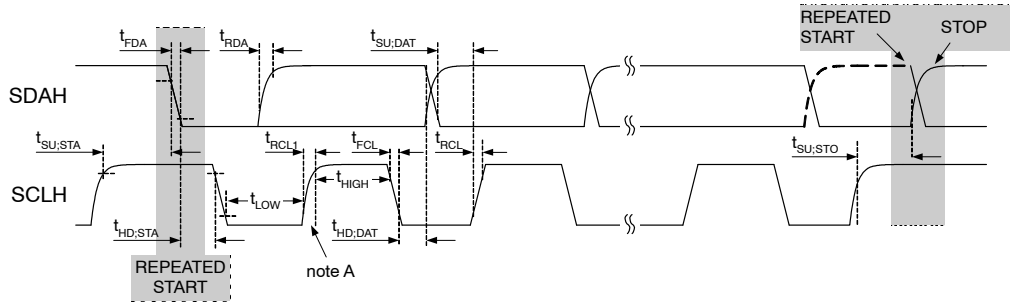 REPEATED
START
STOP
tFDA
tRDA
tSU;DAT
SDAH
tSU;STA
tRCL1
tFCL
tRCL
tSU;STO
SCLH
tHIGH
tLOW
tHD;STA
tHD;DAT
REPEATED
START
note A